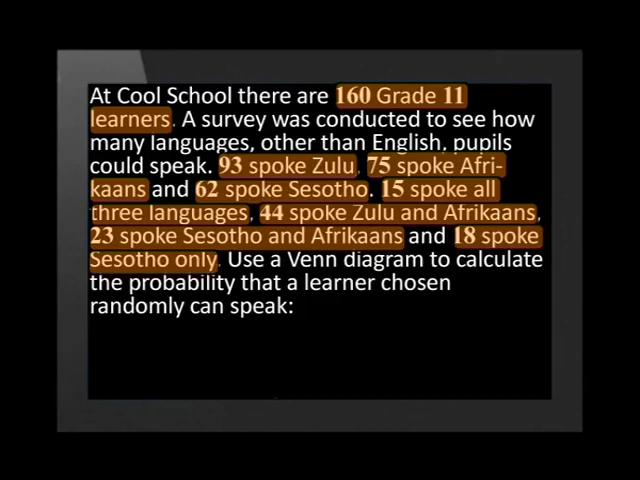 At Cool School there are 160 Grade 11
learners. A survey was conducted to see how
many languages, other than English, pupils
could speak. 93 spoke Zulu, 75 spoke Afri-
kaans and 62 spoke Sesotho. 15 spoke all
three languages, 44 spoke Zulu and Afrikaans,
23 spoke Sesotho and Afrikaans and 18 spoke
Sesotho only. Use a Venn diagram to calculate
the probability that a learner chosen
randomly can speak: